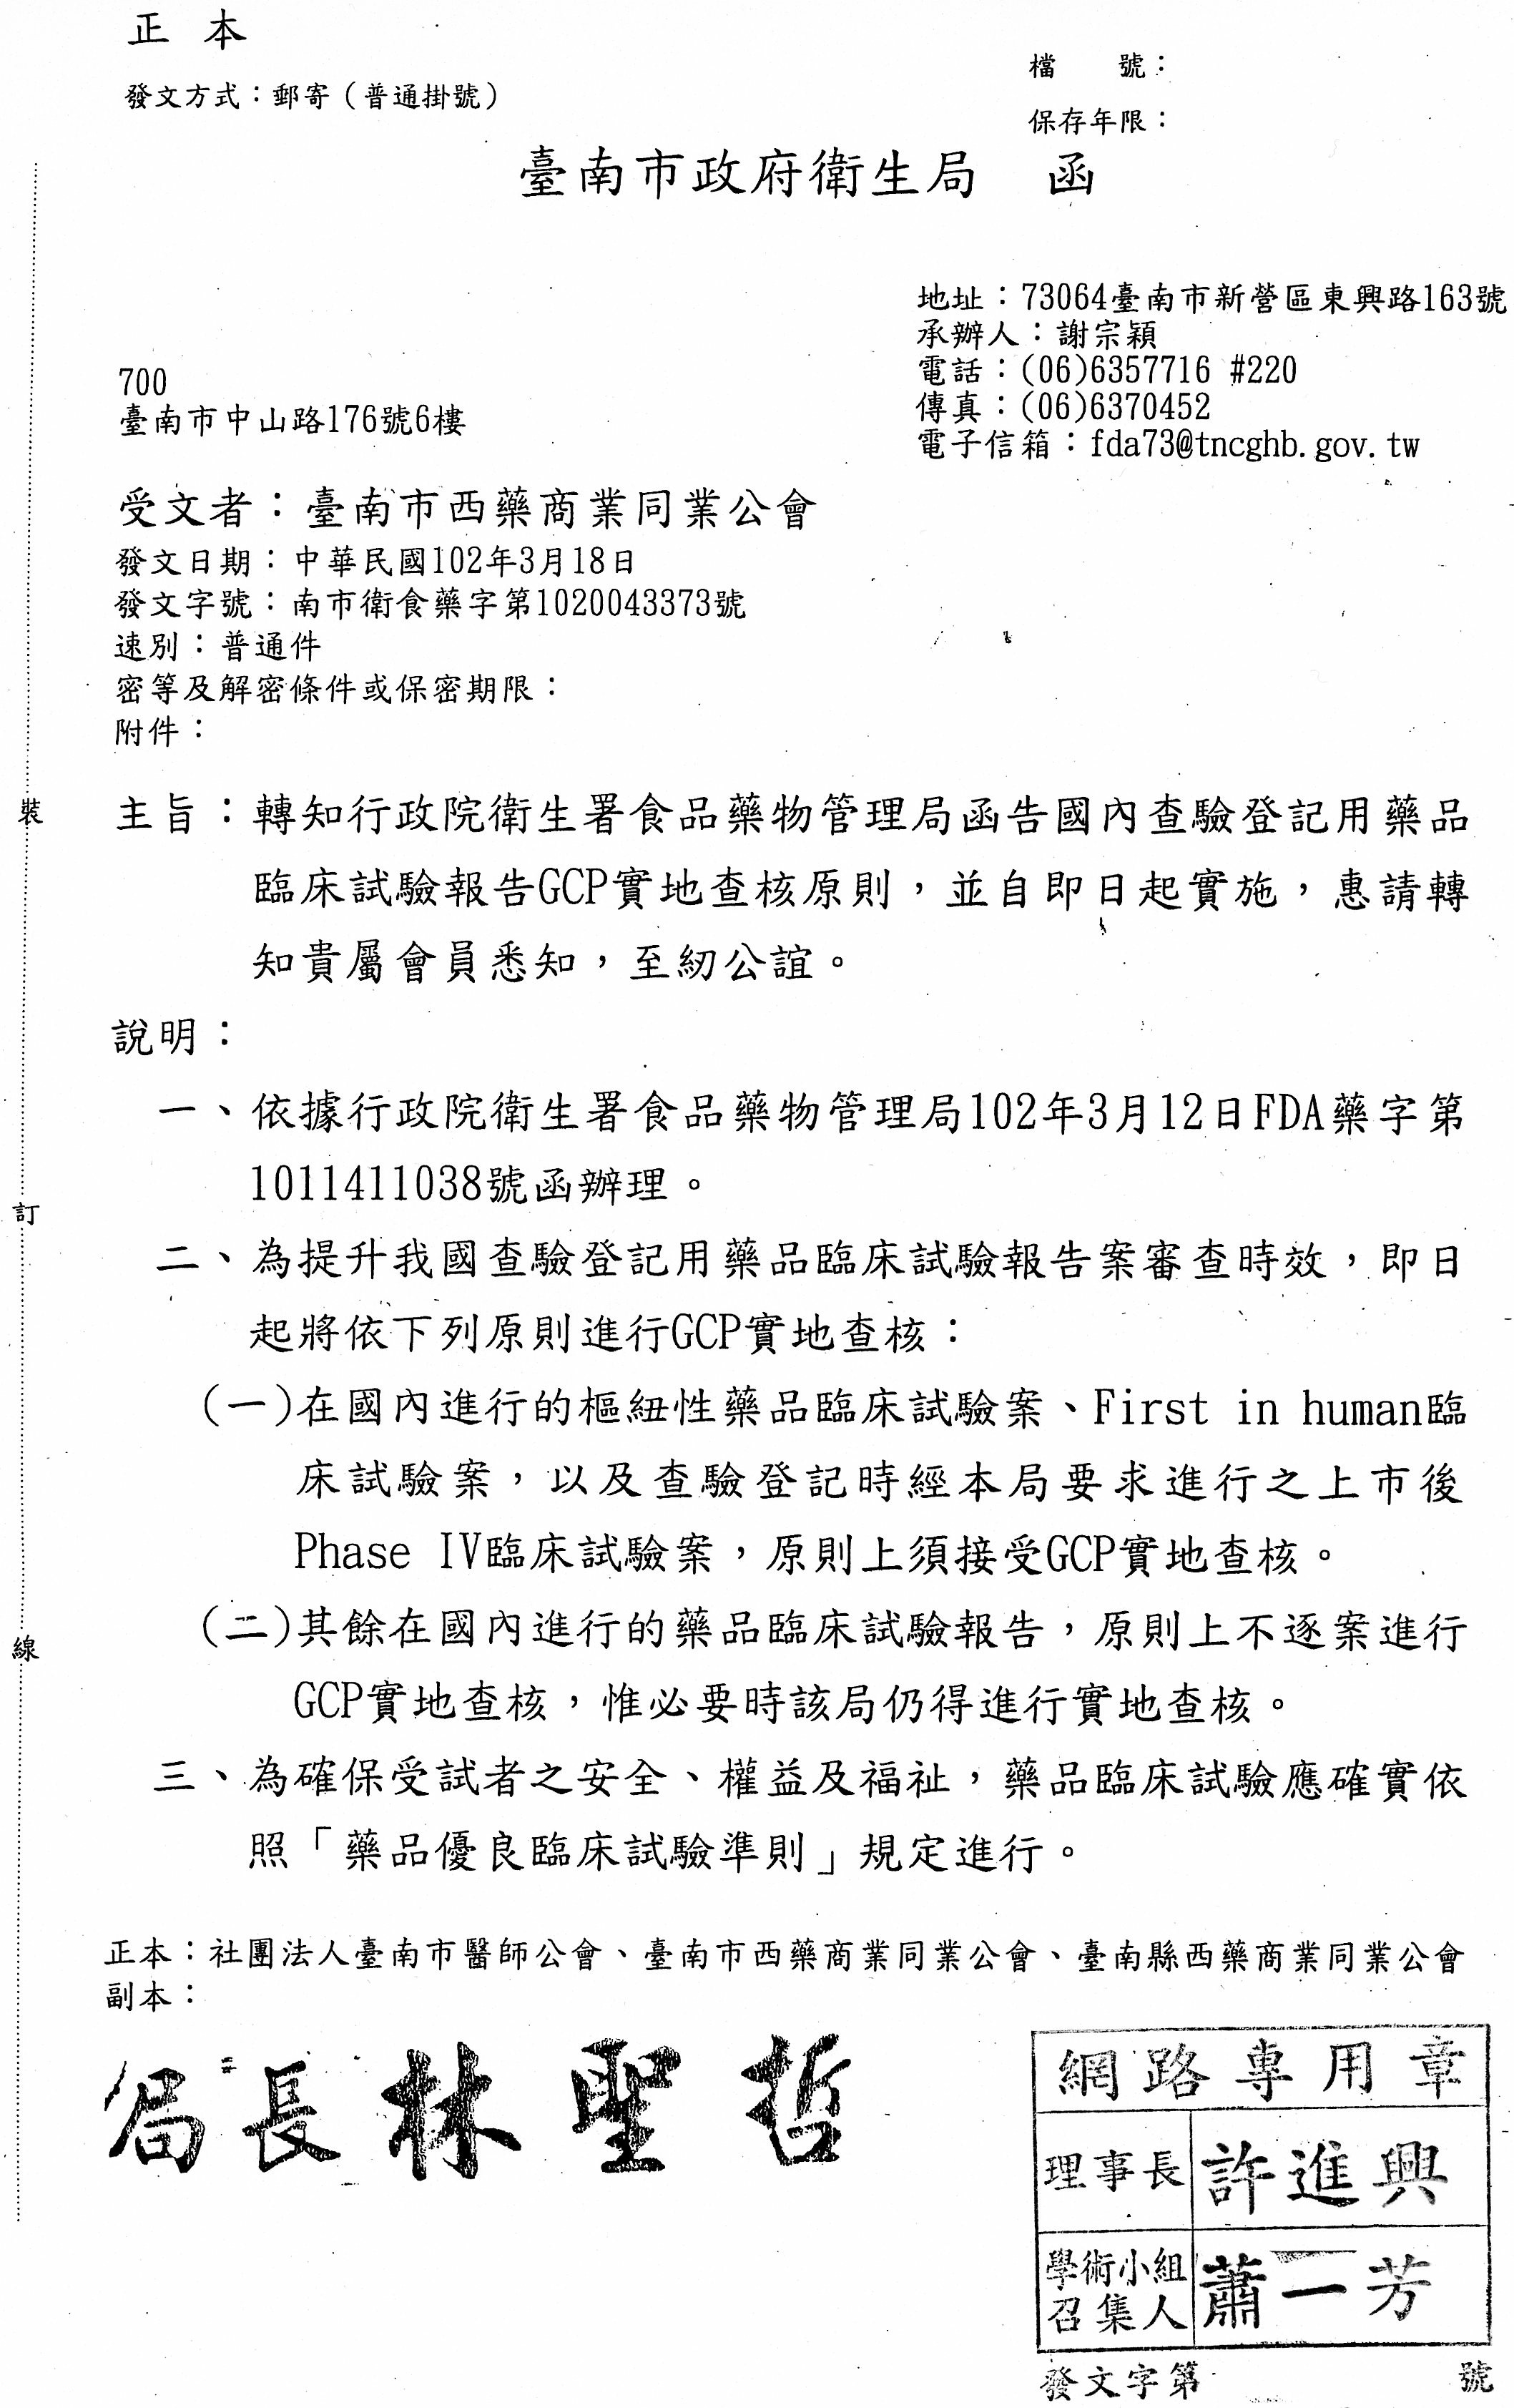 正本
發文方式：郵寄（普通掛號）
檔　　號：
保存年限：
臺南市政府衛生局　函
地址：73064臺南市新營區東興路163號
承辦人：謝宗穎
電話：(06)6357716 #220
傳真：(06)6370452
電子信箱：fda73@tncghb.gov.tw
700
臺南市中山路176號6樓
受文者：臺南市西藥商業同業公會
發文日期：中華民國102年3月18日
發文字號：南市衛食藥字第1020043373號
速別：普通件
密等及解密條件或保密期限：
附件：
主旨：轉知行政院衛生署食品藥物管理局函告國內查驗登記用藥品
臨床試驗報告GCP實地查核原則，並自即日起實施，惠請轉
知貴屬會員悉知，至紉公誼。
說明：
一、依據行政院衛生署食品藥物管理局102年3月12日FDA藥字第
1011411038號函辦理。
二、為提升我國查驗登記用藥品臨床試驗報告案審查時效，即日
起將依下列原則進行GCP實地查核：
(一)在國內進行的樞紐性藥品臨床試驗案、First in human臨
床試驗案，以及查驗登記時經本局要求進行之上市後
Phase IV臨床試驗案，原則上須接受GCP實地查核。
(二)其餘在國內進行的藥品臨床試驗報告，原則上不逐案進行
GCP實地查核，惟必要時該局仍得進行實地查核。
三、為確保受試者之安全、權益及福祉，藥品臨床試驗應確實依
照「藥品優良臨床試驗準則」規定進行。
正本：社團法人臺南市醫師公會、臺南市西藥商業同業公會、臺南縣西藥商業同業公會
副本：
局長林聖哲
網路專用章
理事長 許進興
學術小組召集人 蕭一芳
發文字第　　號
裝
訂
線